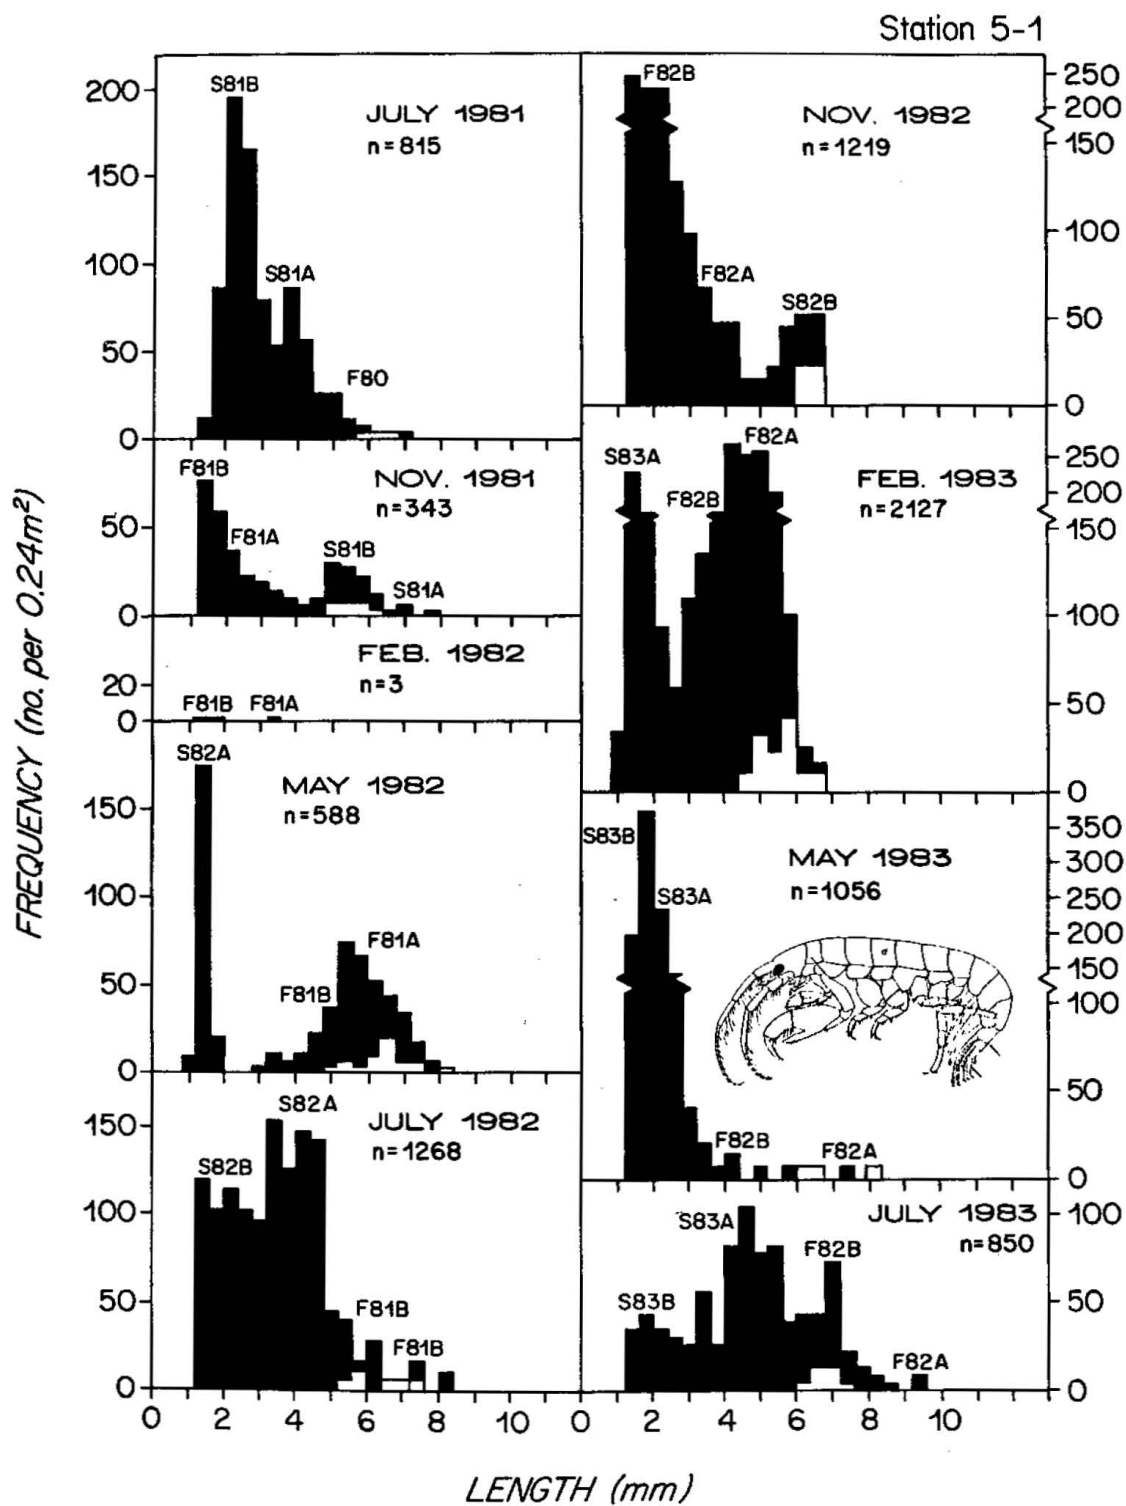 Station 5-1
FREQUENCY (no. per 0.24m²)
200
150
100
50
0
S81B
S81A
F80
JULY 1981
n=815
50
0
F81B
F81A
S81B
S81A
NOV. 1981
n=343
20
0
F81B F81A
FEB. 1982
n=3
150
100
50
0
S82A
F81B
F81A
MAY 1982
n=588
150
100
50
0
S82B
S82A
F81B
F81B
JULY 1982
n=1268
0 2 4 6 8 10
F82B
F82A
S82B
NOV. 1982
n=1219
250
200
150
100
50
0
S83A
F82B
F82A
FEB. 1983
n=2127
250
200
150
100
50
0
S83B
S83A
F82B
F82A
MAY 1983
n=1056
350
300
250
200
150
100
50
0
S83B
S83A
F82B
F82A
JULY 1983
n=850
100
50
0
0 2 4 6 8 10
LENGTH (mm)